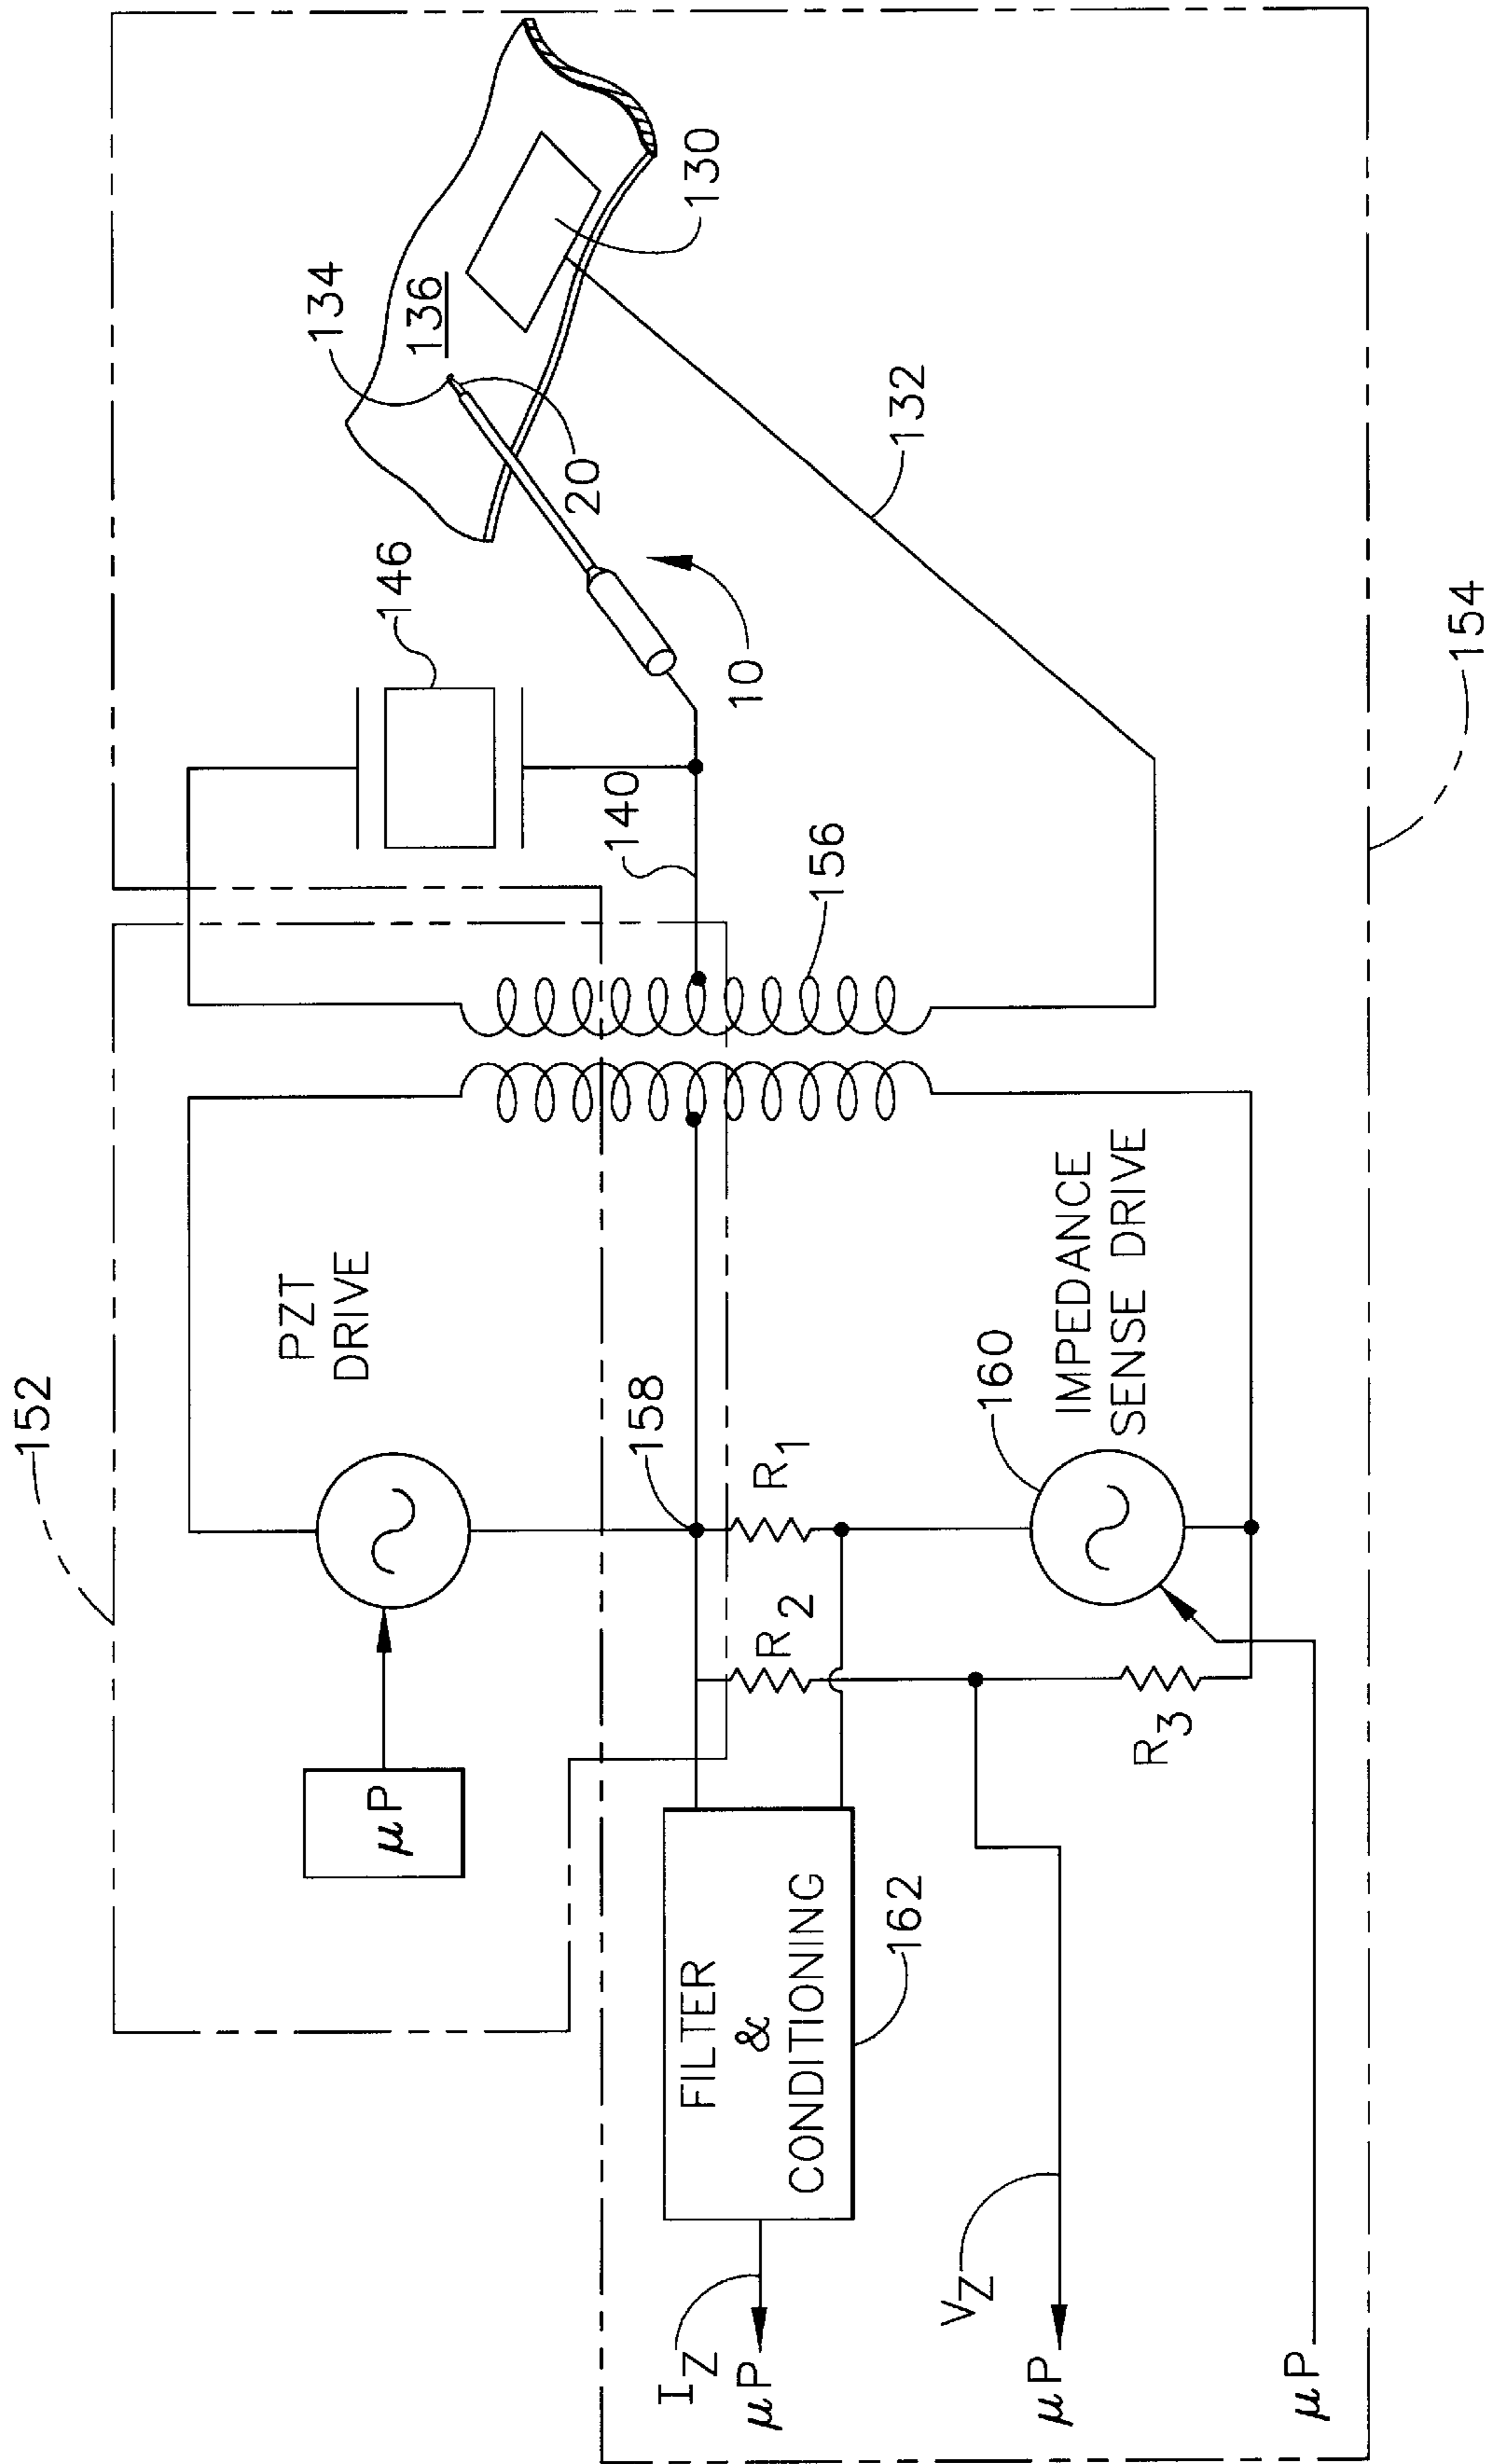 152
PZT
DRIVE
μP
158
146
134
136
130
20
10
132
140
156
R1
R2
R3
160
IMPEDANCE
SENSE DRIVE
FILTER
&
CONDITIONING
162
IZ
μP
VZ
μP
μP
154